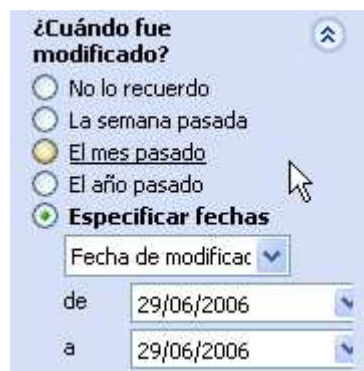 ¿Cuándo fue
modificado?
No lo recuerdo
La semana pasada
El mes pasado
El año pasado
Especificar fechas
Fecha de modificac
de 29/06/2006
a 29/06/2006